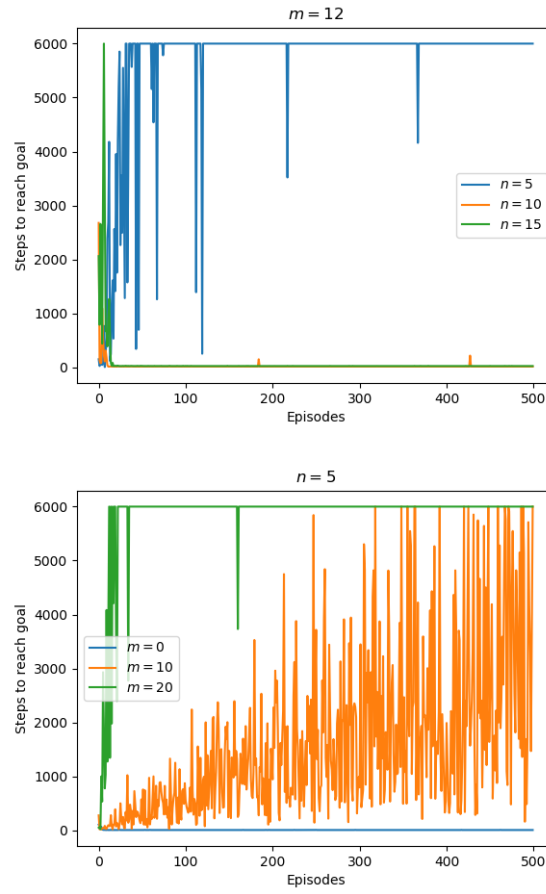 m = 12
6000
5000
4000
3000
2000
1000
0
Steps to reach goal
n = 5
n = 10
n = 15
0
100
200
300
400
500
Episodes
n = 5
6000
5000
4000
3000
2000
1000
0
Steps to reach goal
m = 0
m = 10
m = 20
0
100
200
300
400
500
Episodes